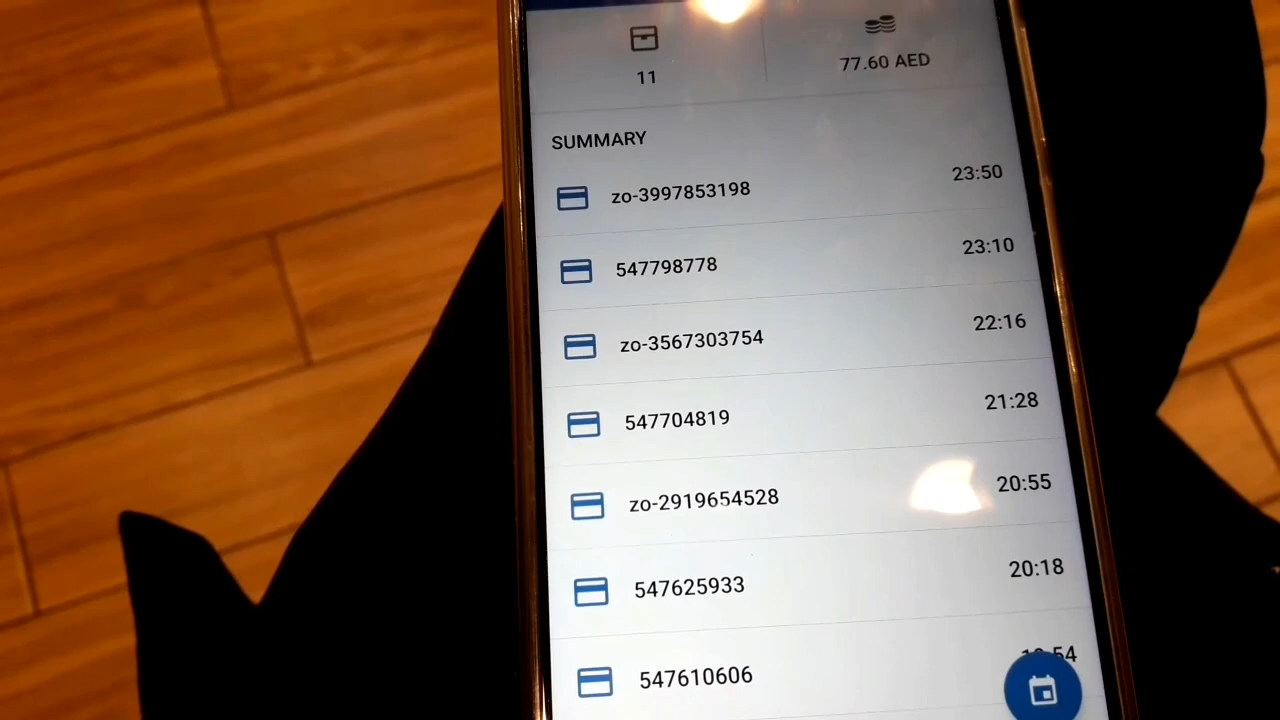 11
77.60 AED
SUMMARY
zo-3997853198 23:50
547798778 23:10
zo-3567303754 22:16
547704819 21:28
zo-2919654528 20:55
547625933 20:18
547610606